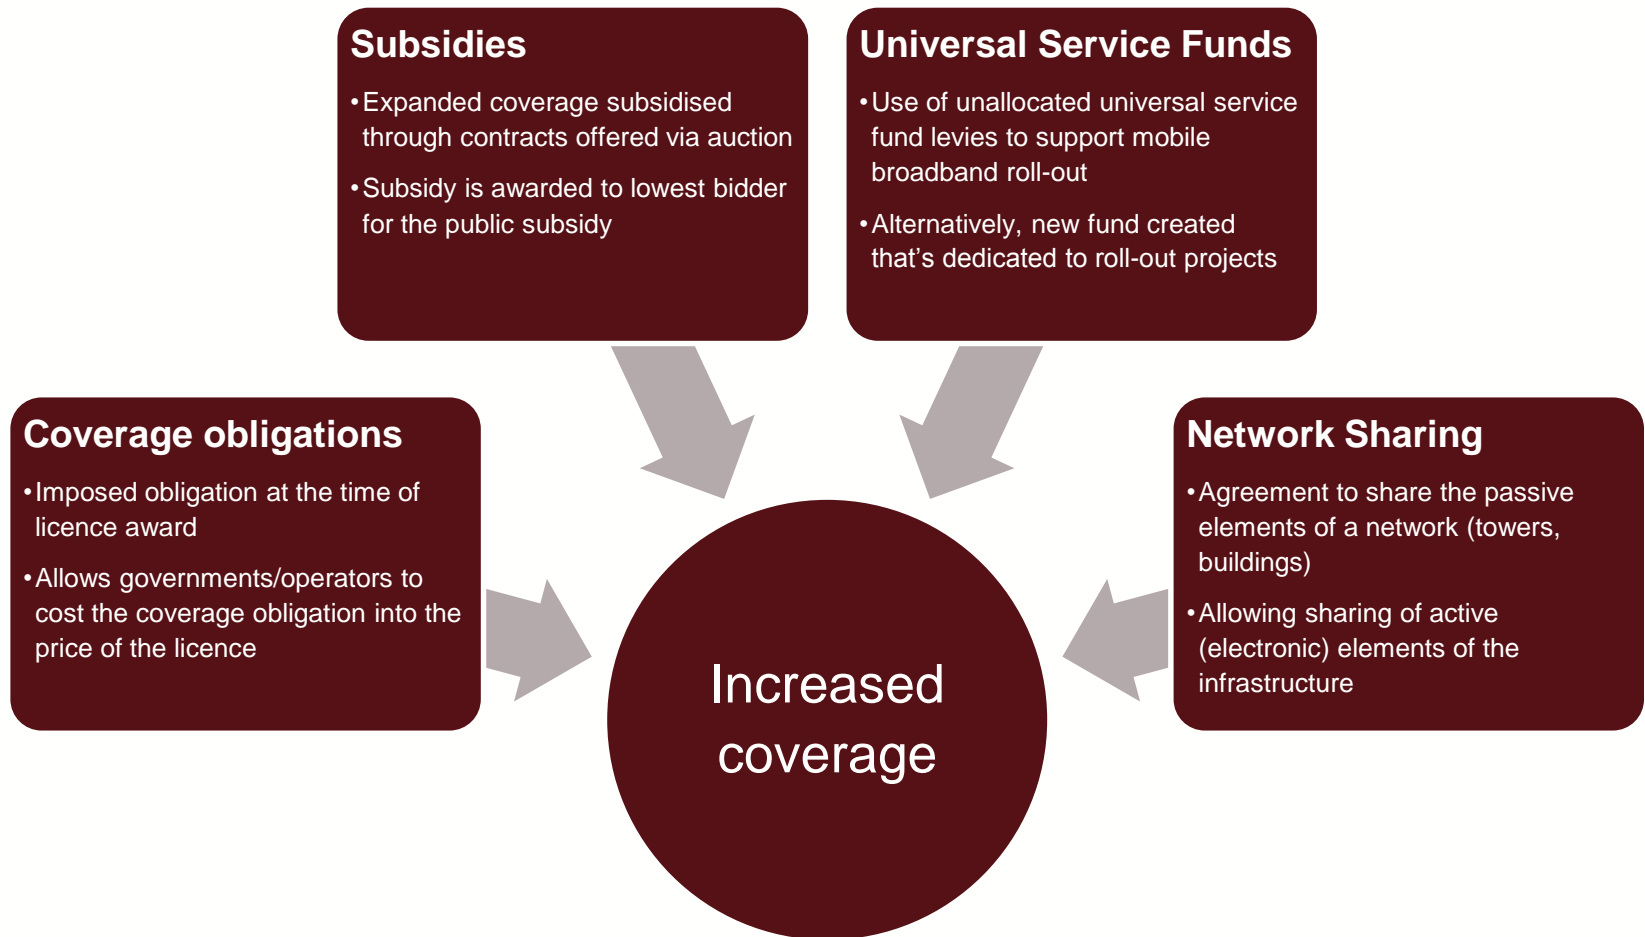 Subsidies
•Expanded coverage subsidised
through contracts offered via auction
•Subsidy is awarded to lowest bidder
for the public subsidy
Universal Service Funds
•Use of unallocated universal service
fund levies to support mobile
broadband roll-out
•Alternatively, new fund created
that’s dedicated to roll-out projects
Coverage obligations
•Imposed obligation at the time of
licence award
•Allows governments/operators to
cost the coverage obligation into the
price of the licence
Network Sharing
•Agreement to share the passive
elements of a network (towers,
buildings)
•Allowing sharing of active
(electronic) elements of the
infrastructure
Increased
coverage